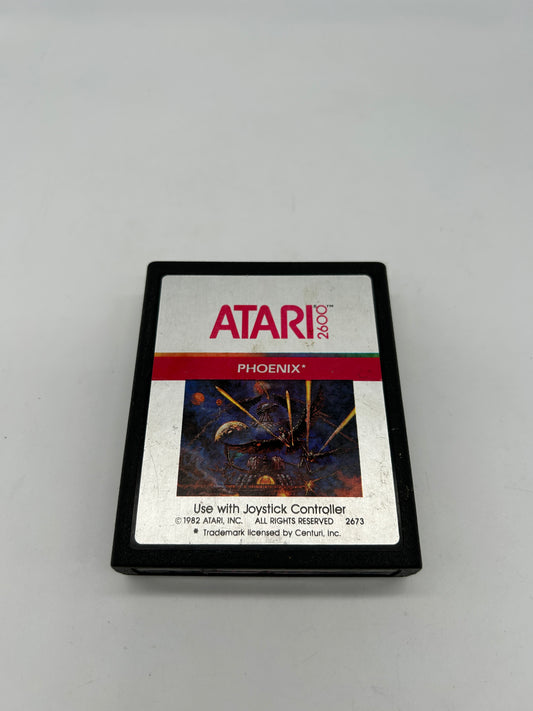 ATARI® 2600™
PHOENIX*
Use with Joystick Controller
©1982 ATARI, INC. ALL RIGHTS RESERVED 2673
* Trademark licensed by Centuri, Inc.